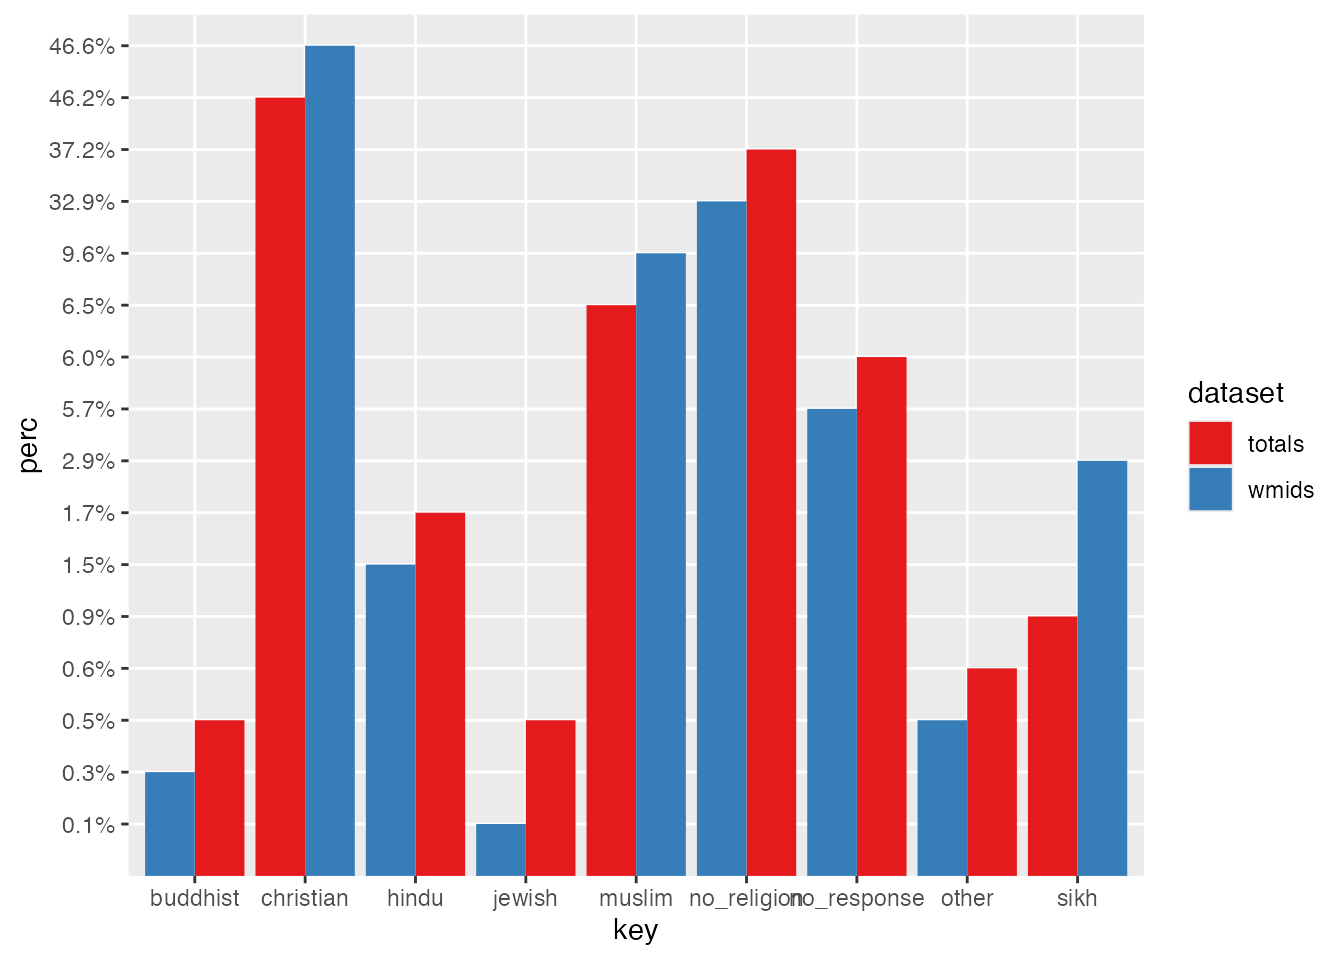 46.6%
46.2%
37.2%
32.9%
9.6%
6.5%
6.0%
5.7%
2.9%
1.7%
1.5%
0.9%
0.6%
0.5%
0.3%
0.1%
perc
buddhist christian hindu jewish muslim no_religion no_response other sikh
key
dataset
totals
wmids